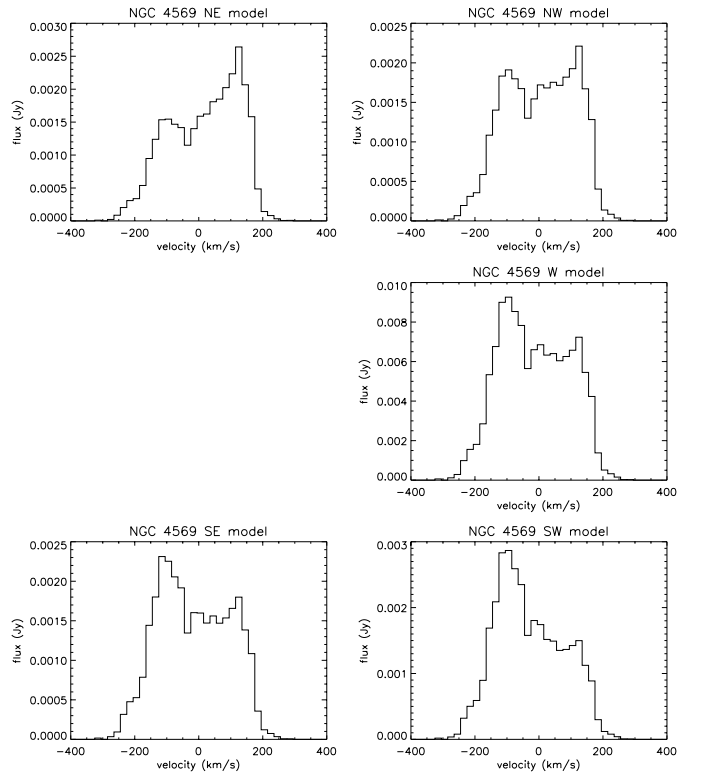 NGC 4569 NE model
0.0030
0.0025
0.0020
0.0015
0.0010
0.0005
0.0000
flux (Jy)
−400 −200 0 200 400
velocity (km/s)
NGC 4569 NW model
0.0025
0.0020
0.0015
0.0010
0.0005
0.0000
flux (Jy)
−400 −200 0 200 400
velocity (km/s)
NGC 4569 W model
0.010
0.008
0.006
0.004
0.002
0.000
flux (Jy)
−400 −200 0 200 400
velocity (km/s)
NGC 4569 SE model
0.0025
0.0020
0.0015
0.0010
0.0005
0.0000
flux (Jy)
−400 −200 0 200 400
velocity (km/s)
NGC 4569 SW model
0.003
0.002
0.001
0.000
flux (Jy)
−400 −200 0 200 400
velocity (km/s)